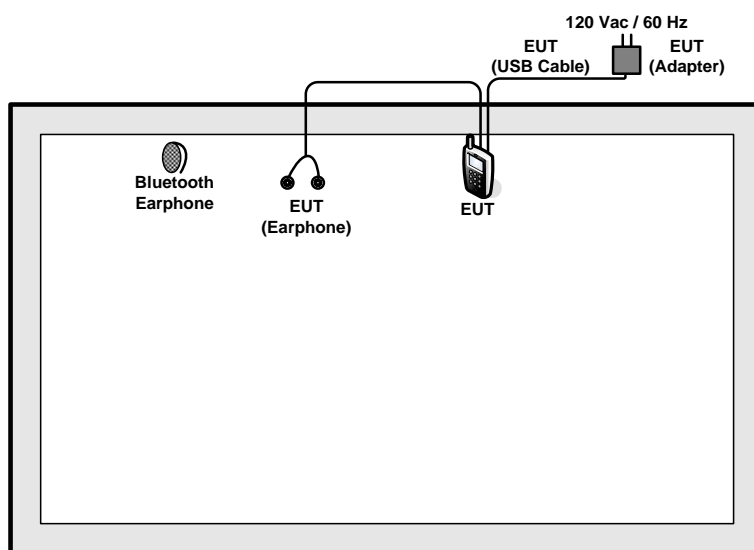 120 Vac / 60 Hz
EUT
(USB Cable)
EUT
(Adapter)
Bluetooth
Earphone
EUT
(Earphone)
EUT